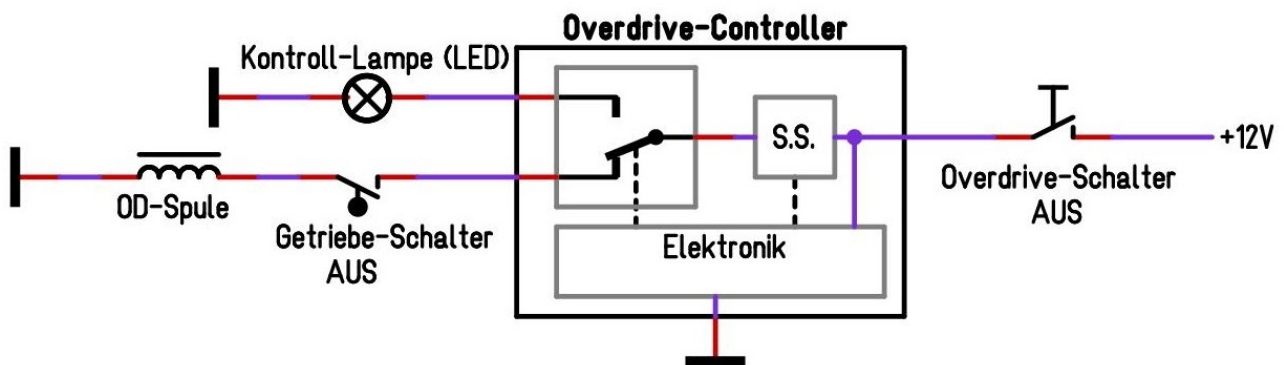 Overdrive-Controller
Kontroll-Lampe (LED)
S.S.
+12V
Overdrive-Schalter
AUS
OD-Spule
Getriebe-Schalter
AUS
Elektronik